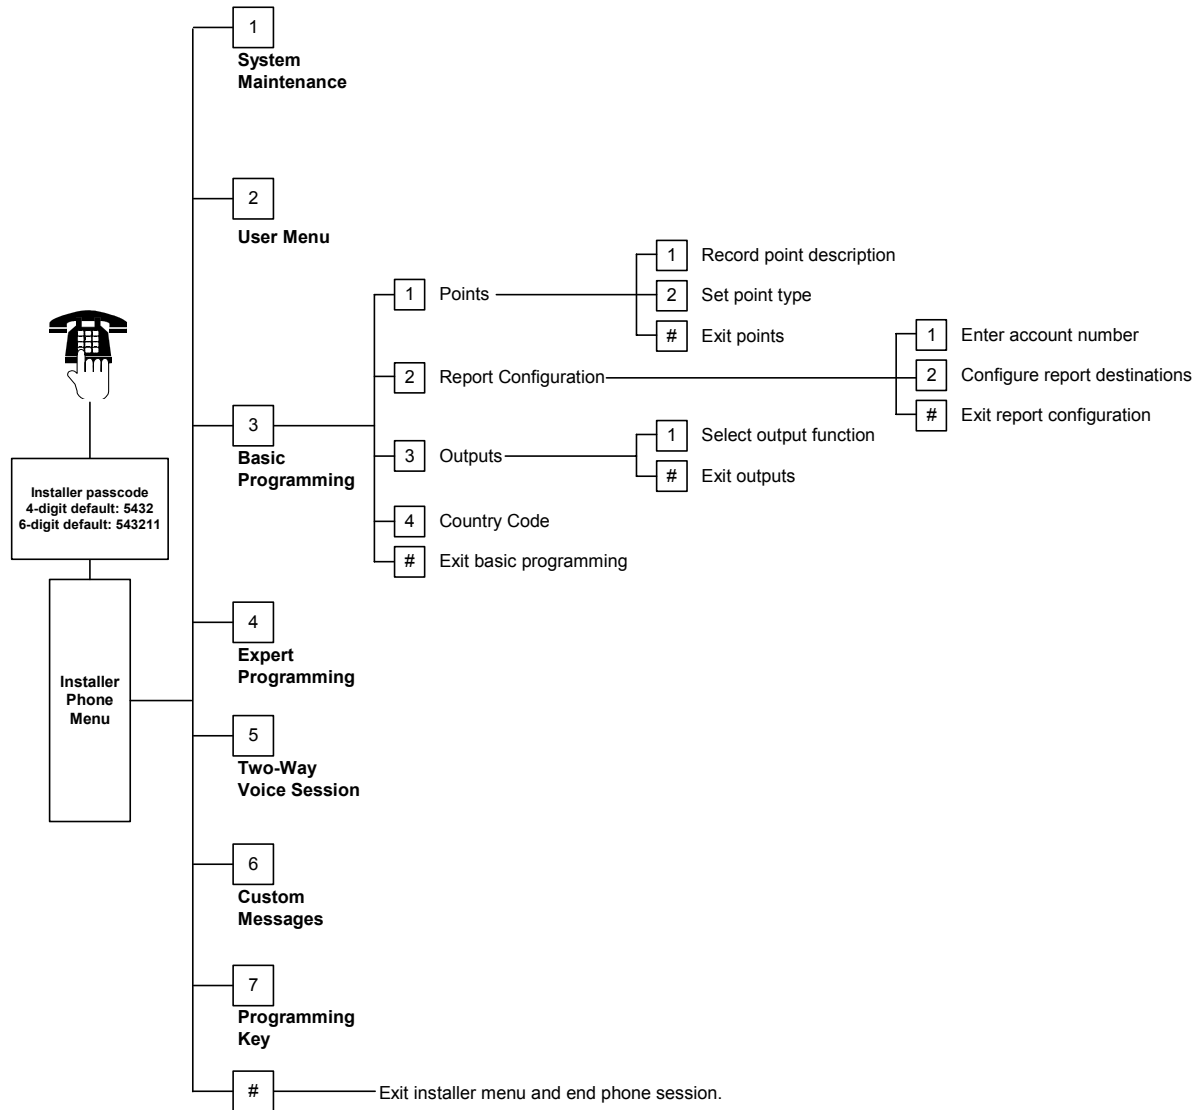 1
System
Maintenance
2
User Menu
Installer passcode
4-digit default: 5432
6-digit default: 543211
Installer
Phone
Menu
3
Basic
Programming
1 Points
1 Record point description
2 Set point type
# Exit points
2 Report Configuration
1 Enter account number
2 Configure report destinations
# Exit report configuration
3 Outputs
1 Select output function
# Exit outputs
4 Country Code
# Exit basic programming
4
Expert
Programming
5
Two-Way
Voice Session
6
Custom
Messages
7
Programming
Key
# Exit installer menu and end phone session.